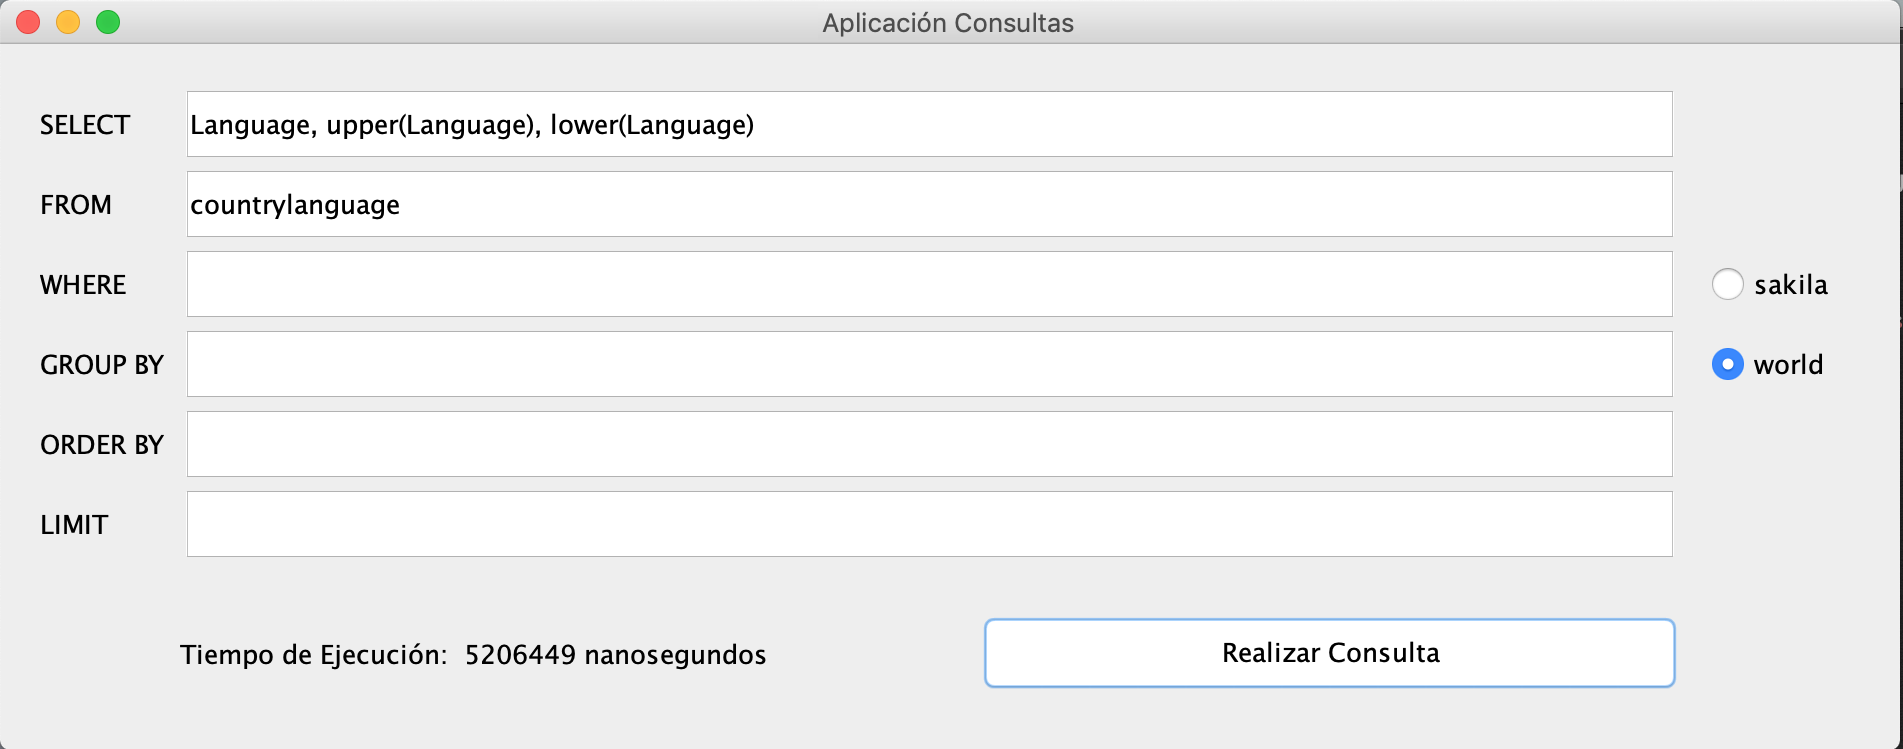 Aplicación Consultas
SELECT Language, upper(Language), lower(Language)
FROM countrylanguage
WHERE
sakila
GROUP BY
world
ORDER BY
LIMIT
Tiempo de Ejecución: 5206449 nanosegundos
Realizar Consulta